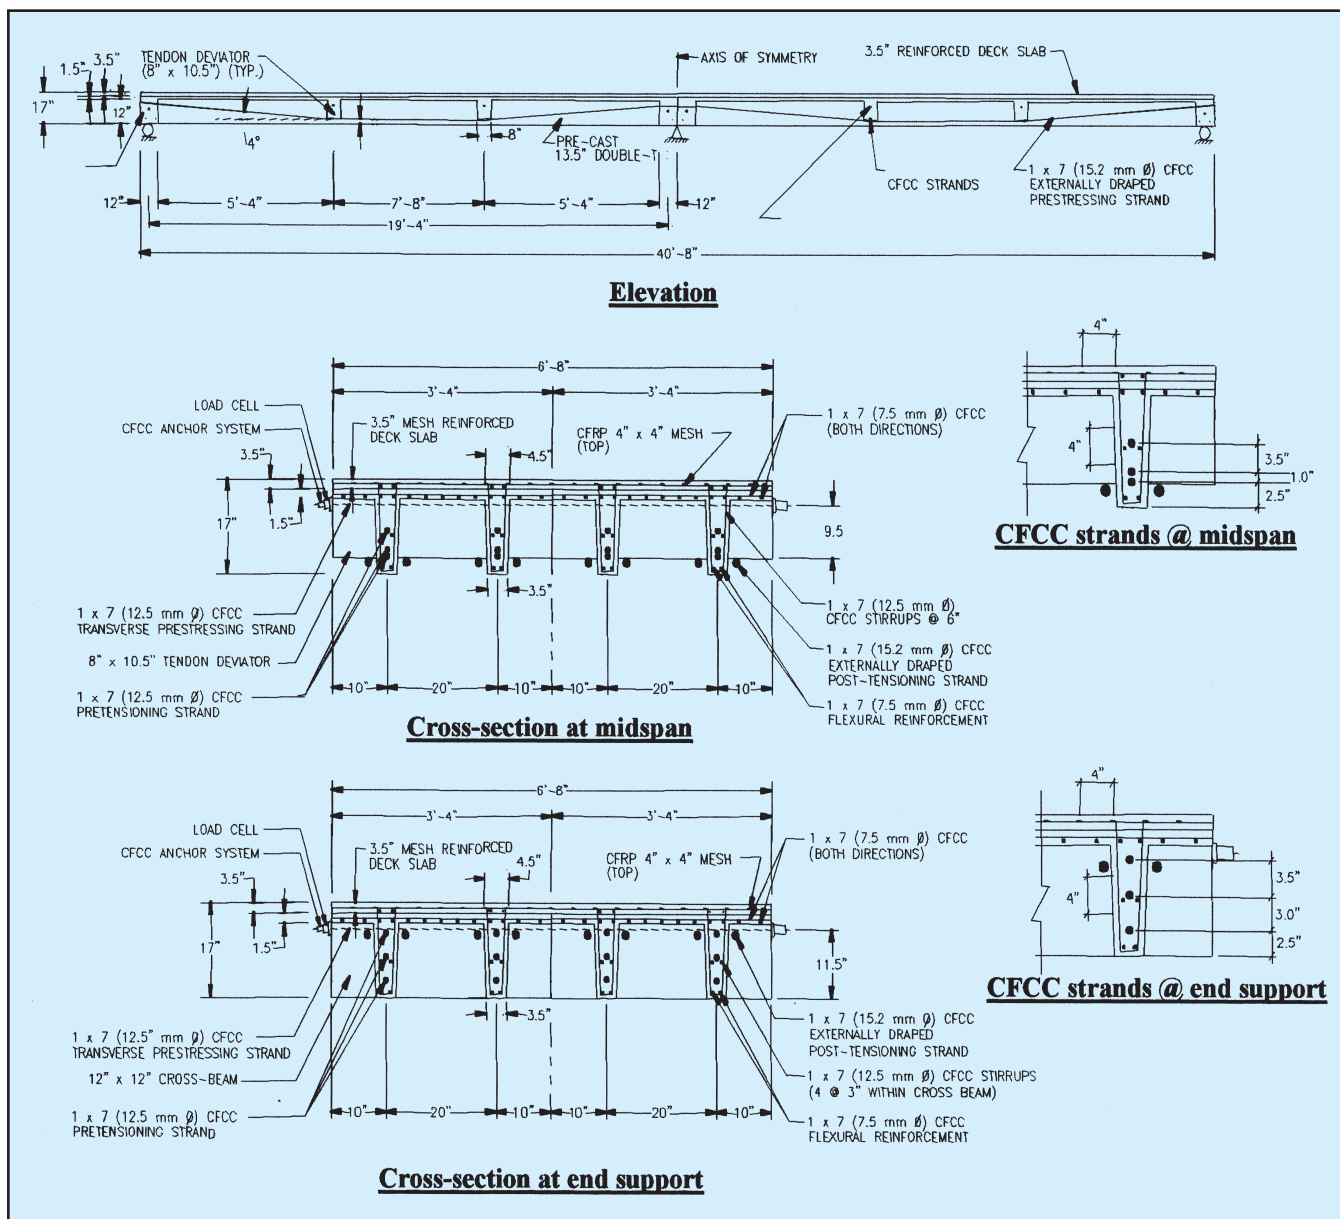 TENDON DEVIATOR
(8" x 10.5") (TYP.)
AXIS OF SYMMETRY
3.5" REINFORCED DECK SLAB
3.5"
1.5"
17"
12"
4°
8"
PRE-CAST
13.5" DOUBLE-T
CFCC STRANDS
1 x 7 (15.2 mm Ø) CFCC
EXTERNALLY DRAPED
PRESTRESSING STRAND
12"
5'-4"
7'-8"
5'-4"
12"
19'-4"
40'-8"
Elevation
6'-8"
3'-4"
3'-4"
LOAD CELL
CFCC ANCHOR SYSTEM
3.5" MESH REINFORCED
DECK SLAB
4.5"
CFRP 4" x 4" MESH
(TOP)
1 x 7 (7.5 mm Ø) CFCC
(BOTH DIRECTIONS)
3.5"
17"
1.5"
9.5
3.5"
1 x 7 (12.5 mm Ø) CFCC
TRANSVERSE PRESTRESSING STRAND
8" x 10.5" TENDON DEVIATOR
1 x 7 (12.5 mm Ø) CFCC
PRETENSIONING STRAND
1 x 7 (12.5 mm Ø)
CFCC STIRRUPS @ 6"
1 x 7 (15.2 mm Ø) CFCC
EXTERNALLY DRAPED
POST-TENSIONING STRAND
1 x 7 (7.5 mm Ø) CFCC
FLEXURAL REINFORCEMENT
10"
20"
10"
10"
20"
10"
Cross-section at midspan
4"
4"
3.5"
1.0"
2.5"
CFCC strands @ midspan
6'-8"
3'-4"
3'-4"
LOAD CELL
CFCC ANCHOR SYSTEM
3.5" MESH REINFORCED
DECK SLAB
4.5"
CFRP 4" x 4" MESH
(TOP)
1 x 7 (7.5 mm Ø) CFCC
(BOTH DIRECTIONS)
3.5"
17"
1.5"
11.5"
3.5"
1 x 7 (12.5" mm Ø) CFCC
TRANSVERSE PRESTRESSING STRAND
12" x 12" CROSS-BEAM
1 x 7 (12.5 mm Ø) CFCC
PRETENSIONING STRAND
1 x 7 (15.2 mm Ø) CFCC
EXTERNALLY DRAPED
POST-TENSIONING STRAND
1 x 7 (12.5 mm Ø) CFCC STIRRUPS
(4 @ 3" WITHIN CROSS BEAM)
1 x 7 (7.5 mm Ø) CFCC
FLEXURAL REINFORCEMENT
10"
20"
10"
10"
20"
10"
Cross-section at end support
4"
4"
3.5"
3.0"
2.5"
CFCC strands @ end support